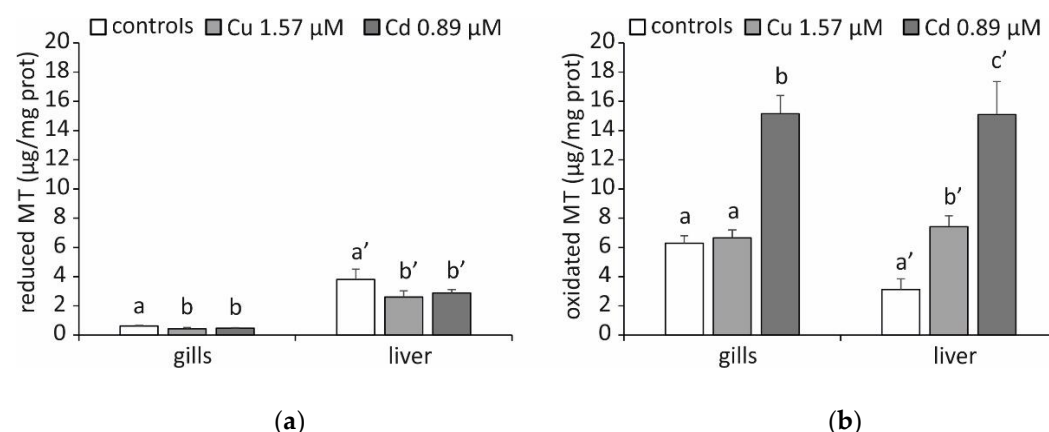 controls Cu 1.57 µM Cd 0.89 µM
reduced MT (µg/mg prot)
20
18
16
14
12
10
8
6
4
2
0
a b b
a’ b’ b’
gills liver
(a)
controls Cu 1.57 µM Cd 0.89 µM
oxidated MT (µg/mg prot)
20
18
16
14
12
10
8
6
4
2
0
a a b
a’ b’ c’
gills liver
(b)